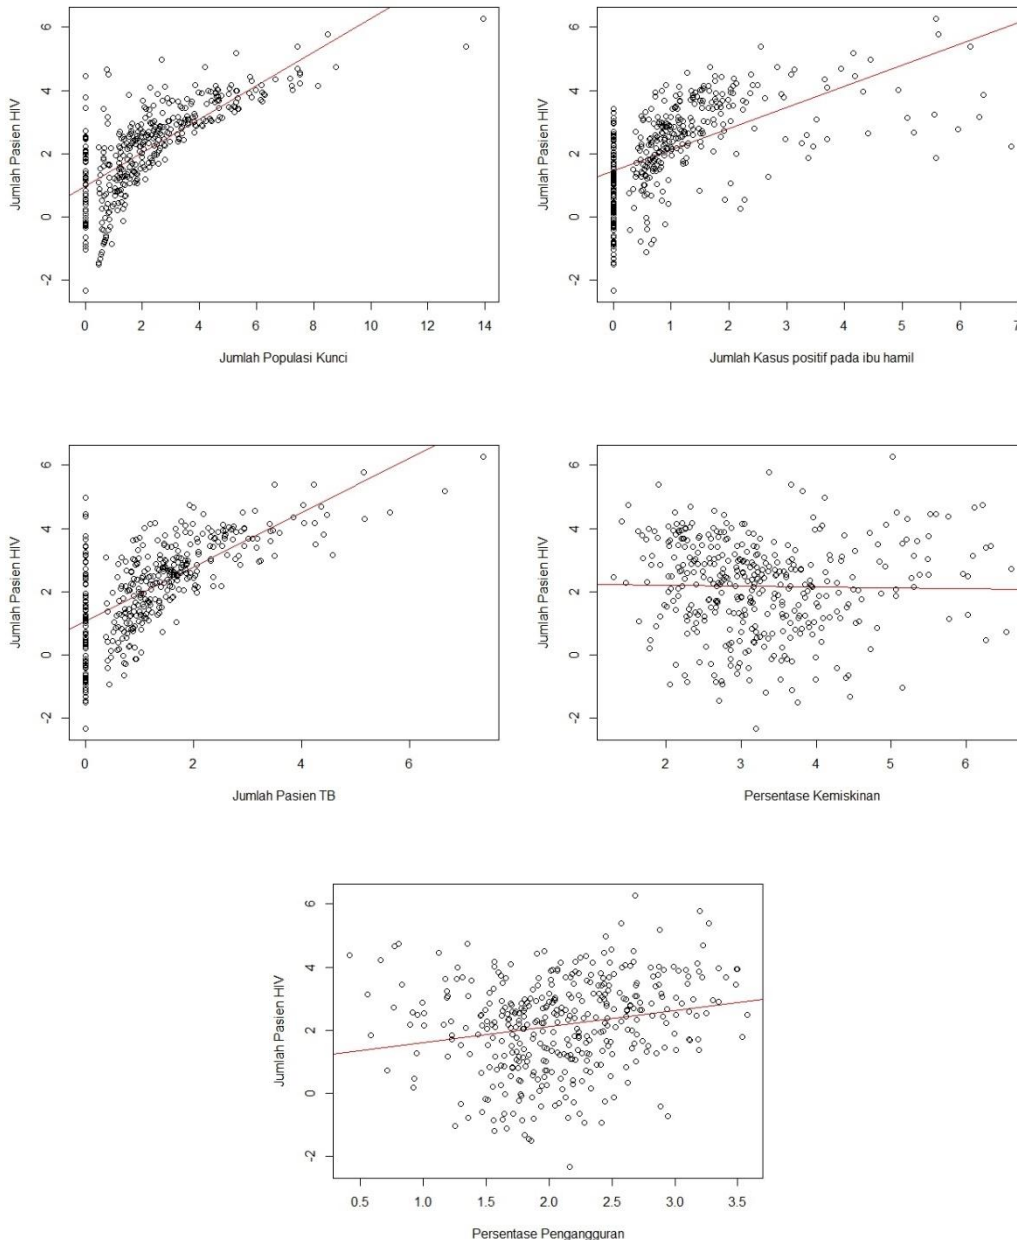 Jumlah Pasien HIV
6
4
2
0
-2
0 2 4 6 8 10 12 14
Jumlah Populasi Kunci
Jumlah Pasien HIV
6
4
2
0
-2
0 1 2 3 4 5 6 7
Jumlah Kasus positif pada ibu hamil
Jumlah Pasien HIV
6
4
2
0
-2
0 2 4 6
Jumlah Pasien TB
Jumlah Pasien HIV
6
4
2
0
-2
2 3 4 5 6
Persentase Kemiskinan
Jumlah Pasien HIV
6
4
2
0
-2
0.5 1.0 1.5 2.0 2.5 3.0 3.5
Persentase Pengangguran